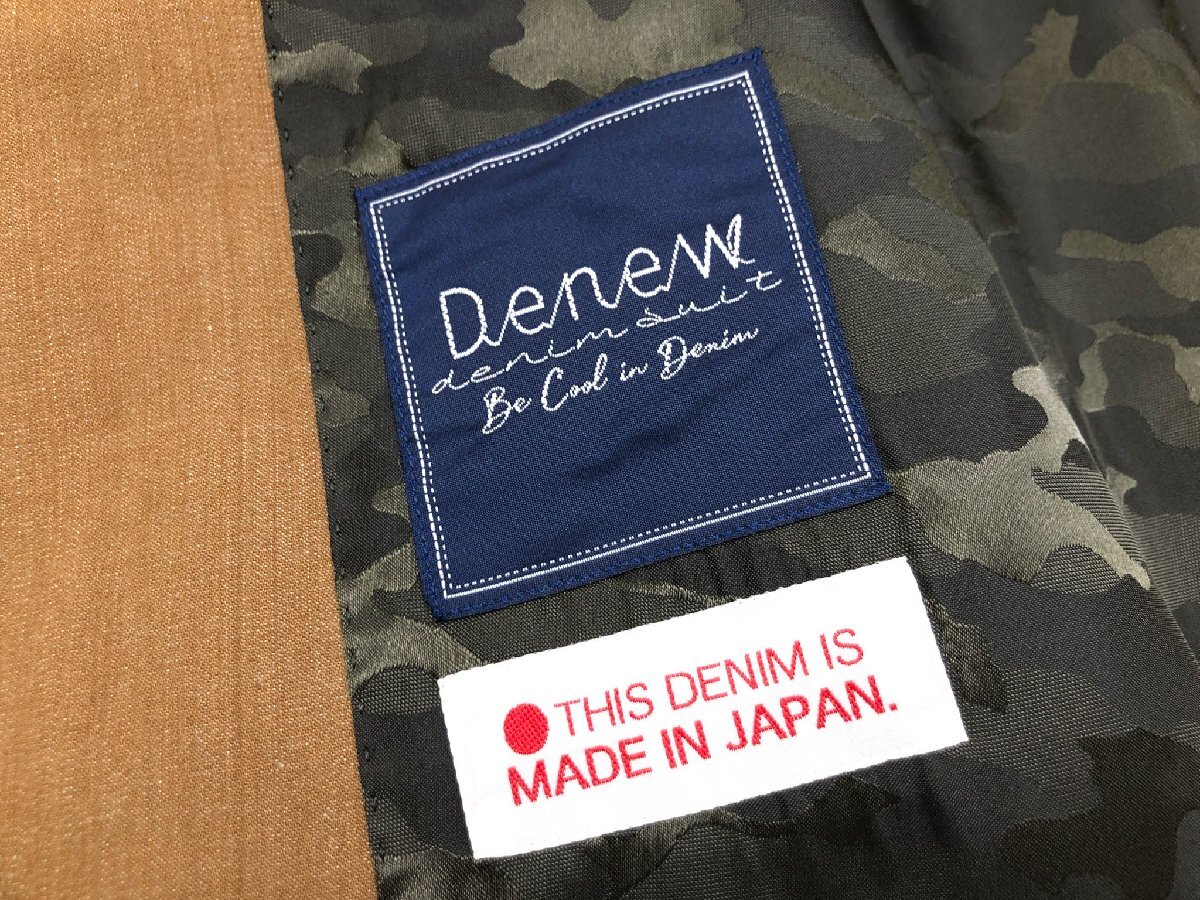 Denew
denim suit
Be Cool in Denim
THIS DENIM IS
MADE IN JAPAN.